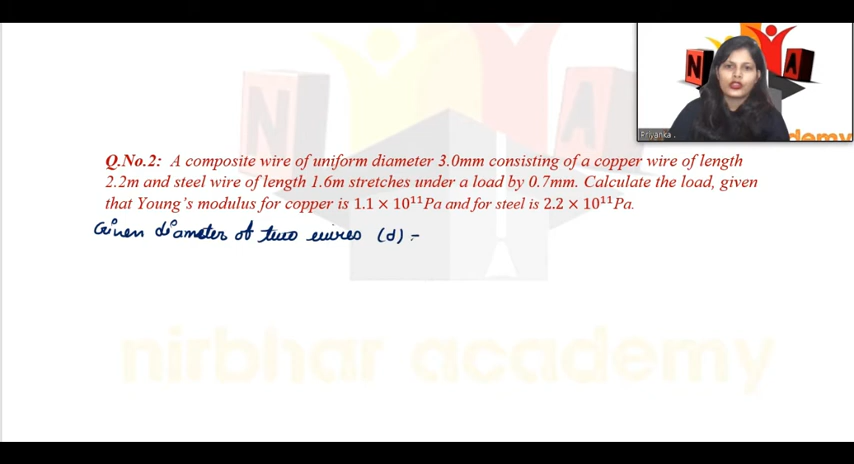 N A
demy
Priyanka .
Q.No.2: A composite wire of uniform diameter 3.0mm consisting of a copper wire of length
2.2m and steel wire of length 1.6m stretches under a load by 0.7mm. Calculate the load, given
that Young's modulus for copper is 1.1 × 10¹¹Pa and for steel is 2.2 × 10¹¹Pa.
Given diameter of two wires (d) =
nirbhar academy